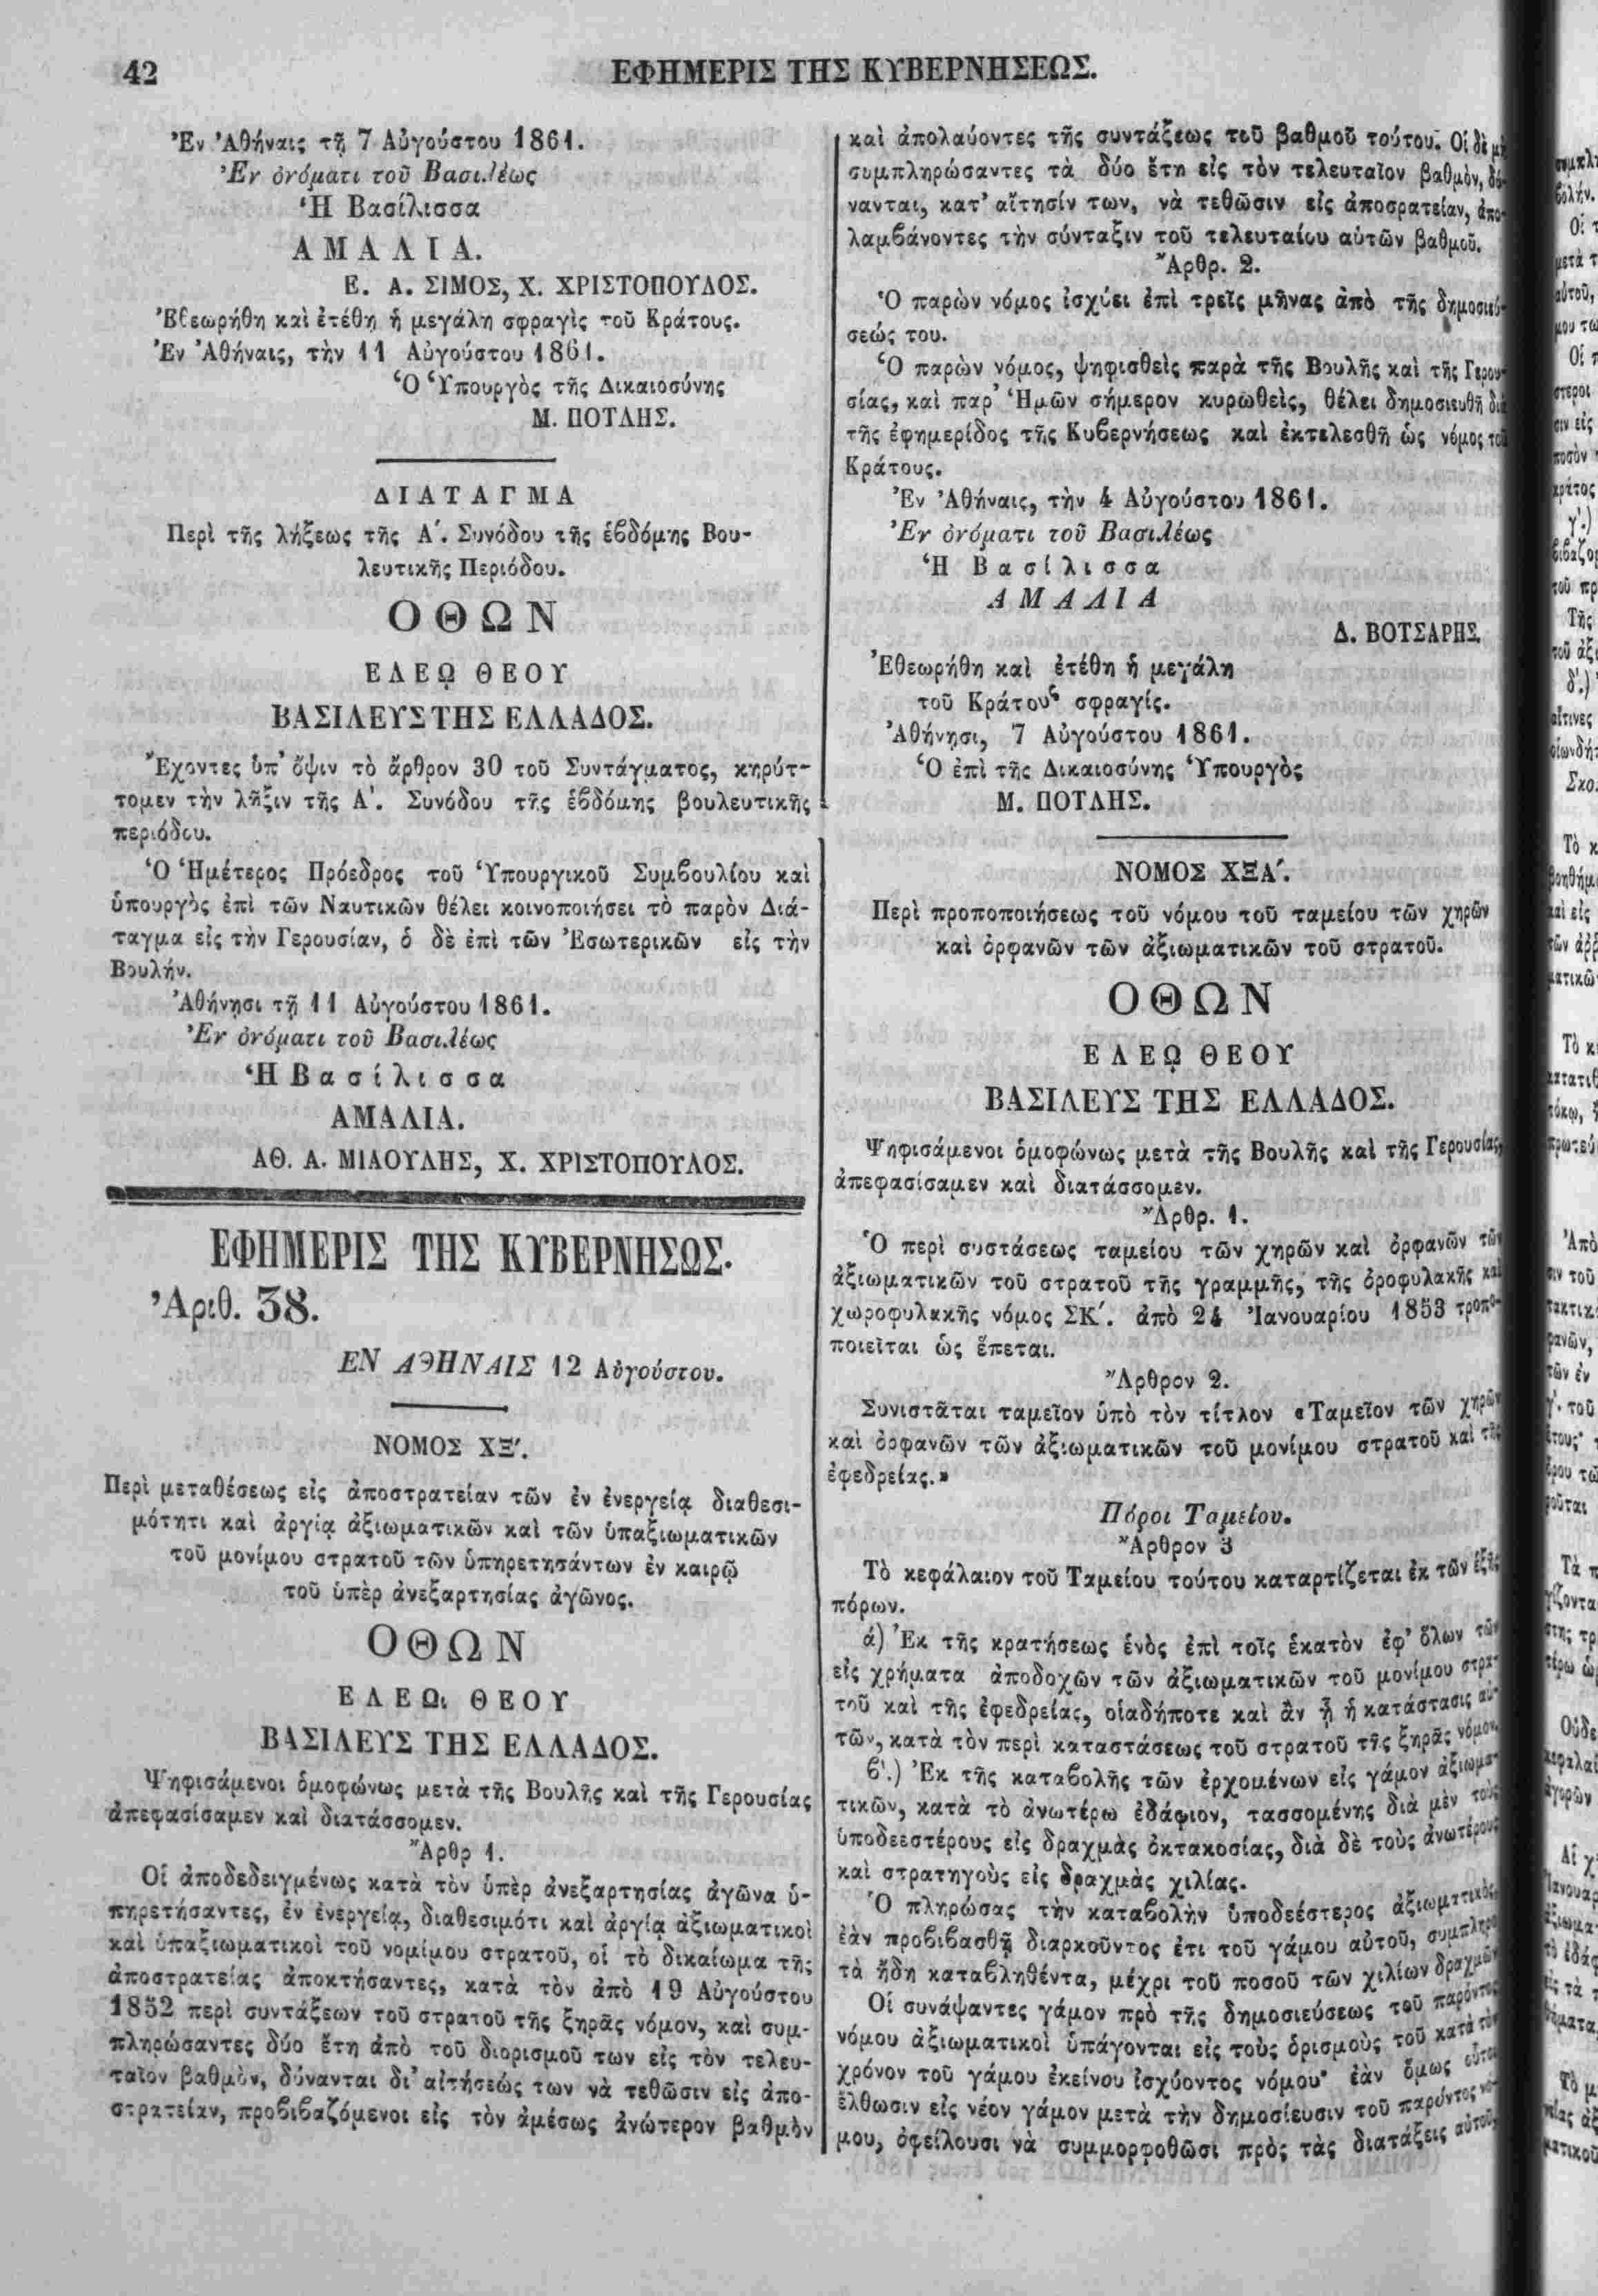 42
ΕΦΗΜΕΡΙΣ ΤΗΣ ΚΥΒΕΡΝΗΣΕΩΣ.
Ἐν Ἀθήναις τῇ 7 Αὐγούστου 1861.
Ἐν ὀνόματι τοῦ Βασιλέως
Ἡ Βασίλισσα
ΑΜΑΛΙΑ.
Ε. Α. ΣΙΜΟΣ, Χ. ΧΡΙΣΤΟΠΟΥΛΟΣ.
Ἐθεωρήθη καὶ ἐτέθη ἡ μεγάλη σφραγὶς τοῦ Κράτους.
Ἐν Ἀθήναις, τὴν 11 Αὐγούστου 1861.
Ὁ Ὑπουργὸς τῆς Δικαιοσύνης
Μ. ΠΟΤΛΗΣ.
ΔΙΑΤΑΓΜΑ
Περὶ τῆς λήξεως τῆς Α΄. Συνόδου τῆς ἑβδόμης Βου-
λευτικῆς Περιόδου.
ΟΘΩΝ
ΕΛΕῼ ΘΕΟΥ
ΒΑΣΙΛΕΥΣ ΤΗΣ ΕΛΛΑΔΟΣ.
Ἔχοντες ὑπ' ὄψιν τὸ ἄρθρον 30 τοῦ Συντάγματος, κηρύτ-
τομεν τὴν λῆξιν τῆς Α΄. Συνόδου τῆς ἑβδόμης βουλευτικῆς
περιόδου.
Ὁ Ἡμέτερος Πρόεδρος τοῦ Ὑπουργικοῦ Συμβουλίου καὶ
ὑπουργὸς ἐπὶ τῶν Ναυτικῶν θέλει κοινοποιήσει τὸ παρὸν Διά-
ταγμα εἰς τὴν Γερουσίαν, ὁ δὲ ἐπὶ τῶν Ἐσωτερικῶν εἰς τὴν
Βουλήν.
Ἀθήνησι τῇ 11 Αὐγούστου 1861.
Ἐν ὀνόματι τοῦ Βασιλέως
Ἡ Βασίλισσα
ΑΜΑΛΙΑ.
ΑΘ. Α. ΜΙΑΟΥΛΗΣ, Χ. ΧΡΙΣΤΟΠΟΥΛΟΣ.
ΕΦΗΜΕΡΙΣ ΤΗΣ ΚΥΒΕΡΝΗΣΩΣ.
Ἀριθ. 38.
ΕΝ ΑΘΗΝΑΙΣ 12 Αὐγούστου.
ΝΟΜΟΣ ΧΞ΄.
Περὶ μεταθέσεως εἰς ἀποστρατείαν τῶν ἐν ἐνεργείᾳ διαθεσι-
μότητι καὶ ἀργίᾳ ἀξιωματικῶν καὶ τῶν ὑπαξιωματικῶν
τοῦ μονίμου στρατοῦ τῶν ὑπηρετησάντων ἐν καιρῷ
τοῦ ὑπὲρ ἀνεξαρτησίας ἀγῶνος.
ΟΘΩΝ
ΕΛΕΩι ΘΕΟΥ
ΒΑΣΙΛΕΥΣ ΤΗΣ ΕΛΛΑΔΟΣ.
Ψηφισάμενοι ὁμοφώνως μετὰ τῆς Βουλῆς καὶ τῆς Γερουσίας
ἀπεφασίσαμεν καὶ διατάσσομεν.
Ἄρθρ 1.
Οἱ ἀποδεδειγμένως κατὰ τὸν ὑπὲρ ἀνεξαρτησίας ἀγῶνα ὑ-
πηρετήσαντες, ἐν ἐνεργείᾳ, διαθεσιμότι καὶ ἀργίᾳ ἀξιωματικοὶ
καὶ ὑπαξιωματικοὶ τοῦ νομίμου στρατοῦ, οἱ τὸ δικαίωμα τῆς
ἀποστρατείας ἀποκτήσαντες, κατὰ τὸν ἀπὸ 19 Αὐγούστου
1852 περὶ συντάξεων τοῦ στρατοῦ τῆς ξηρᾶς νόμον, καὶ συμ-
πληρώσαντες δύο ἔτη ἀπὸ τοῦ διορισμοῦ των εἰς τὸν τελευ-
ταῖον βαθμὸν, δύνανται δι' αἰτήσεώς των νὰ τεθῶσιν εἰς ἀπο-
στρατείαν, προβιβαζόμενοι εἰς τὸν ἀμέσως ἀνώτερον βαθμὸν
καὶ ἀπολαύοντες τῆς συντάξεως τοῦ βαθμοῦ τούτου. Οἱ δὲ μὴ
συμπληρώσαντες τὰ δύο ἔτη εἰς τὸν τελευταῖον βαθμὸν, δύ-
νανται, κατ' αἴτησίν των, νὰ τεθῶσιν εἰς ἀποσρατείαν, ἀπο-
λαμβάνοντες τὴν σύνταξιν τοῦ τελευταίου αὐτῶν βαθμοῦ.
Ἄρθρ. 2.
Ὁ παρὼν νόμος ἰσχύει ἐπὶ τρεῖς μῆνας ἀπὸ τῆς δημοσιεύ-
σεώς του.
Ὁ παρὼν νόμος, ψηφισθεὶς παρὰ τῆς Βουλῆς καὶ τῆς Γερου-
σίας, καὶ παρ' Ἡμῶν σήμερον κυρωθεὶς, θέλει δημοσιευθῆ διὰ
τῆς ἐφημερίδος τῆς Κυβερνήσεως καὶ ἐκτελεσθῆ ὡς νόμος τοῦ
Κράτους.
Ἐν Ἀθήναις, τὴν 4 Αὐγούστου 1861.
Ἐν ὀνόματι τοῦ Βασιλέως
Ἡ Βασίλισσα
ΑΜΑΛΙΑ
Δ. ΒΟΤΣΑΡΗΣ.
Ἐθεωρήθη καὶ ἐτέθη ἡ μεγάλη
τοῦ Κράτους σφραγίς.
Ἀθήνησι, 7 Αὐγούστου 1861.
Ὁ ἐπὶ τῆς Δικαιοσύνης Ὑπουργὸς
Μ. ΠΟΤΛΗΣ.
ΝΟΜΟΣ ΧΞΑ΄.
Περὶ προποποιήσεως τοῦ νόμου τοῦ ταμείου τῶν χηρῶν
καὶ ὀρφανῶν τῶν ἀξιωματικῶν τοῦ στρατοῦ.
ΟΘΩΝ
ΕΛΕῼ ΘΕΟΥ
ΒΑΣΙΛΕΥΣ ΤΗΣ ΕΛΛΑΔΟΣ.
Ψηφισάμενοι ὁμοφώνως μετὰ τῆς Βουλῆς καὶ τῆς Γερουσίας,
ἀπεφασίσαμεν καὶ διατάσσομεν.
Ἄρθρ. 1.
Ὁ περὶ συστάσεως ταμείου τῶν χηρῶν καὶ ὀρφανῶν τῶν
ἀξιωματικῶν τοῦ στρατοῦ τῆς γραμμῆς, τῆς ὀροφυλακῆς καὶ
χωροφυλακῆς νόμος ΣΚ΄. ἀπὸ 24 Ἰανουαρίου 1853 τροπο-
ποιεῖται ὡς ἕπεται.
Ἄρθρον 2.
Συνιστᾶται ταμεῖον ὑπὸ τὸν τίτλον «Ταμεῖον τῶν χηρῶν
καὶ ὀρφανῶν τῶν ἀξιωματικῶν τοῦ μονίμου στρατοῦ καὶ τῆς
ἐφεδρείας.»
Πόροι Ταμείου.
Ἄρθρον 3
Τὸ κεφάλαιον τοῦ Ταμείου τούτου καταρτίζεται ἐκ τῶν ἑξῆς
πόρων.
ά) Ἐκ τῆς κρατήσεως ἑνὸς ἐπὶ τοῖς ἑκατὸν ἐφ' ὅλων τῶν
εἰς χρήματα ἀποδοχῶν τῶν ἀξιωματικῶν τοῦ μονίμου στρα-
τοῦ καὶ τῆς ἐφεδρείας, οἱαδήποτε καὶ ἂν ᾖ ἡ κατάστασις αὐ-
τῶν, κατὰ τὸν περὶ καταστάσεως τοῦ στρατοῦ τῆς ξηρᾶς νόμον.
β΄.) Ἐκ τῆς καταβολῆς τῶν ἐρχομένων εἰς γάμον ἀξιωμα-
τικῶν, κατὰ τὸ ἀνωτέρω ἐδάφιον, τασσομένης διὰ μὲν τοὺς
ὑποδεεστέρους εἰς δραχμὰς ὀκτακοσίας, διὰ δὲ τοὺς ἀνωτέρους
καὶ στρατηγοὺς εἰς δραχμὰς χιλίας.
Ὁ πληρώσας τὴν καταβολὴν ὑποδεέστερος ἀξιωματικὸς,
ἐὰν προβιβασθῇ διαρκοῦντος ἔτι τοῦ γάμου αὐτοῦ, συμπληροῖ
τὰ ἤδη καταβληθέντα, μέχρι τοῦ ποσοῦ τῶν χιλίων δραχμῶν
Οἱ συνάψαντες γάμον πρὸ τῆς δημοσιεύσεως τοῦ παρόντος
νόμου ἀξιωματικοὶ ὑπάγονται εἰς τοὺς ὁρισμοὺς τοῦ κατὰ τὸν
χρόνον τοῦ γάμου ἐκείνου ἰσχύοντος νόμου· ἐὰν ὅμως οὗτοι
ἔλθωσιν εἰς νέον γάμον μετὰ τὴν δημοσίευσιν τοῦ παρόντος νό-
μου, ὀφείλουσι νὰ συμμορφοθῶσι πρὸς τὰς διατάξεις αὐτοῦ,